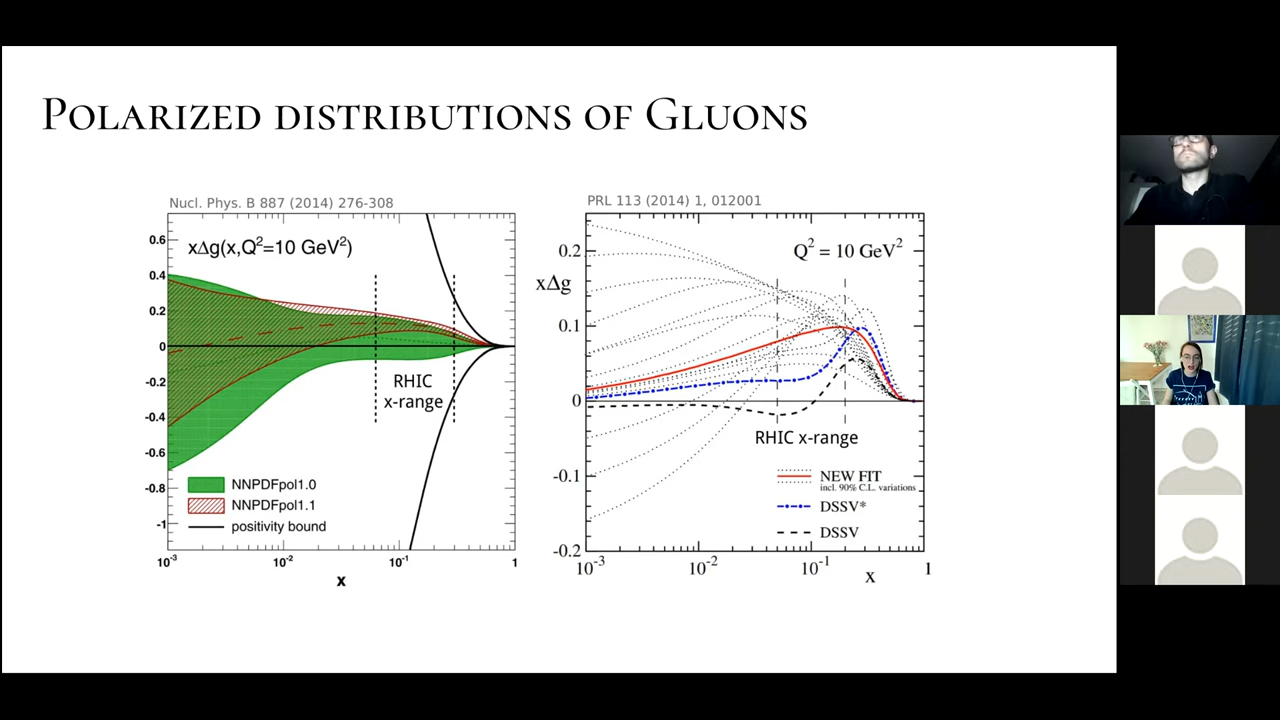 POLARIZED DISTRIBUTIONS OF GLUONS
Nucl. Phys. B 887 (2014) 276-308
xΔg(x,Q²=10 GeV²)
0.6
0.4
0.2
0
-0.2
-0.4
-0.6
-0.8
-1
RHIC
x-range
NNPDFpol1.0
NNPDFpol1.1
positivity bound
10⁻³
10⁻²
10⁻¹
1
x
PRL 113 (2014) 1, 012001
Q² = 10 GeV²
xΔg
0.2
0.1
0
-0.1
-0.2
RHIC x-range
NEW FIT
incl. 90% C.L. variations
DSSV*
DSSV
10⁻³
10⁻²
10⁻¹
x
1